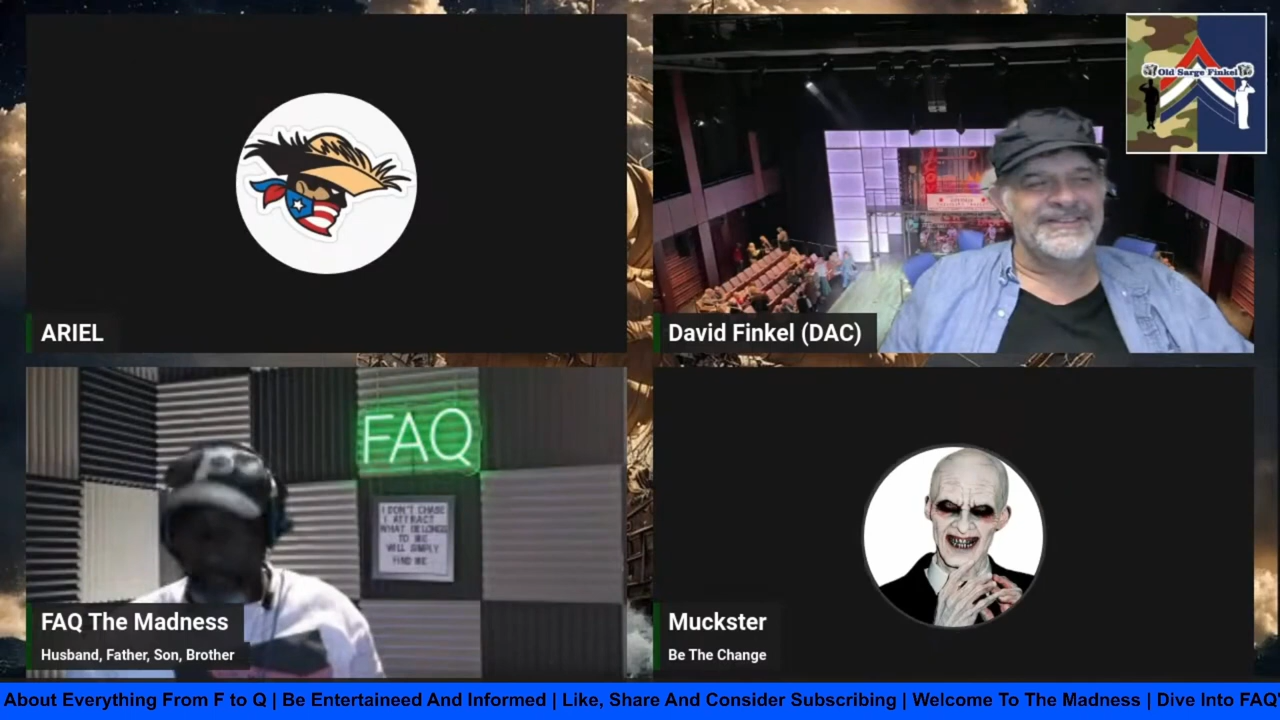 Old Sarge Finkel
ARIEL
David Finkel (DAC)
FAQ
I DON'T CHASE
I ATTRACT
WHAT BELONGS
TO ME
WILL SIMPLY
FIND ME
FAQ The Madness
Husband, Father, Son, Brother
Muckster
Be The Change
About Everything From F to Q | Be Entertaineed And Informed | Like, Share And Consider Subscribing | Welcome To The Madness | Dive Into FAQ